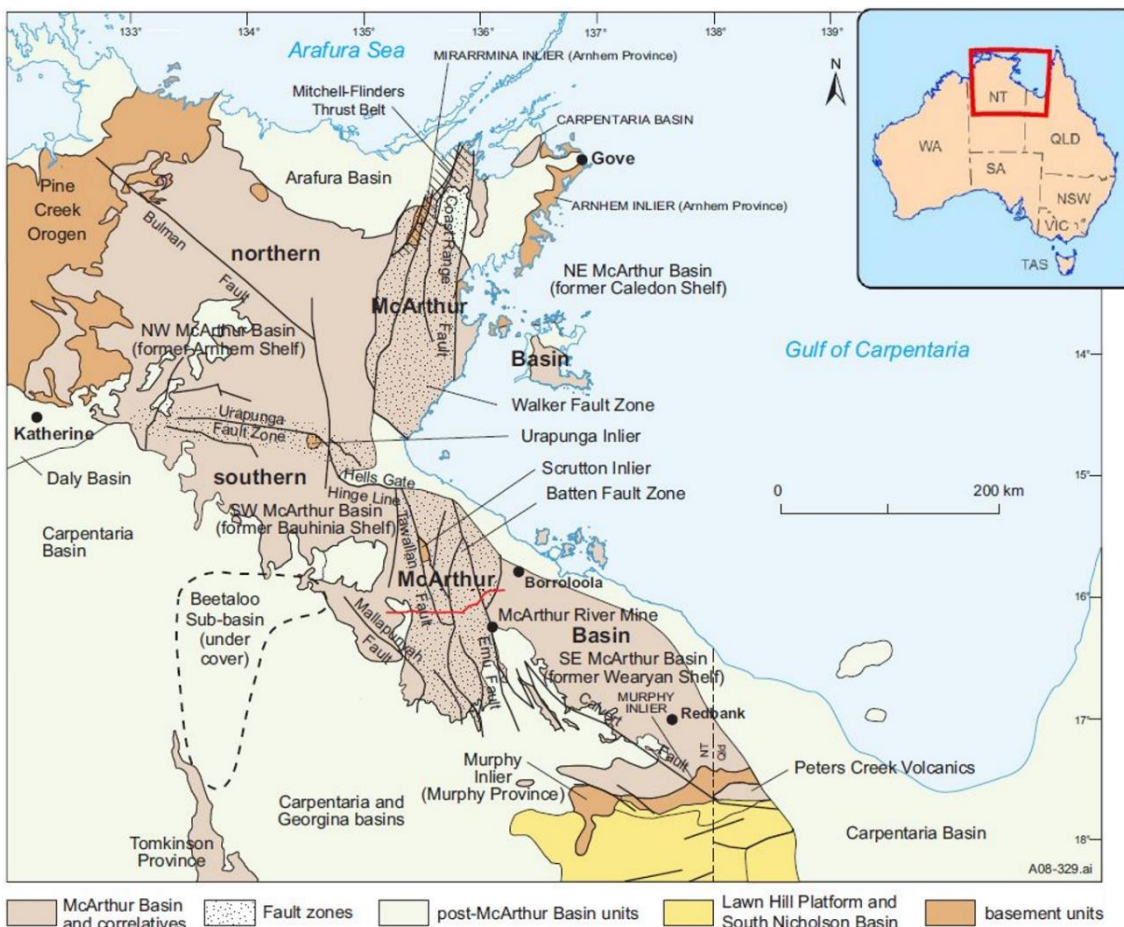 133°
134°
135°
136°
137°
138°
139°
Arafura Sea
MIRARRMINA INLIER (Arnhem Province)
Mitchell-Flinders
Thrust Belt
CARPENTARIA BASIN
N
Gove
Arafura Basin
Pine
Creek
Orogen
ARNHEM INLIER (Arnhem Province)
Bulman
Fault
northern
Coast Range
Fault
NE McArthur Basin
(former Caledon Shelf)
McArthur
NW McArthur Basin
(former Arnhem Shelf)
Basin
Gulf of Carpentaria
14°
Walker Fault Zone
Urapunga
Fault Zone
Katherine
Urapunga Inlier
Daly Basin
southern
Hells Gate
Hinge Line
Scrutton Inlier
15°
Batten Fault Zone
0
200 km
SW McArthur Basin
(former Bauhinia Shelf)
Carpentaria
Basin
Tawallah
Fault
McArthur
Borroloola
Beetaloo
Sub-basin
(under
cover)
16°
Mallapunyah
Fault
McArthur River Mine
Emu Fault
Basin
SE McArthur Basin
(former Wearyan Shelf)
MURPHY
INLIER
Calvert
Fault
Redbank
17°
NT
Qld
Murphy
Inlier
(Murphy Province)
Peters Creek Volcanics
Carpentaria and
Georgina basins
Carpentaria Basin
Tomkinson
Province
18°
A08-329.ai
WA
NT
QLD
SA
NSW
VIC
TAS
McArthur Basin
and correlatives
Fault zones
post-McArthur Basin units
Lawn Hill Platform and
South Nicholson Basin
basement units